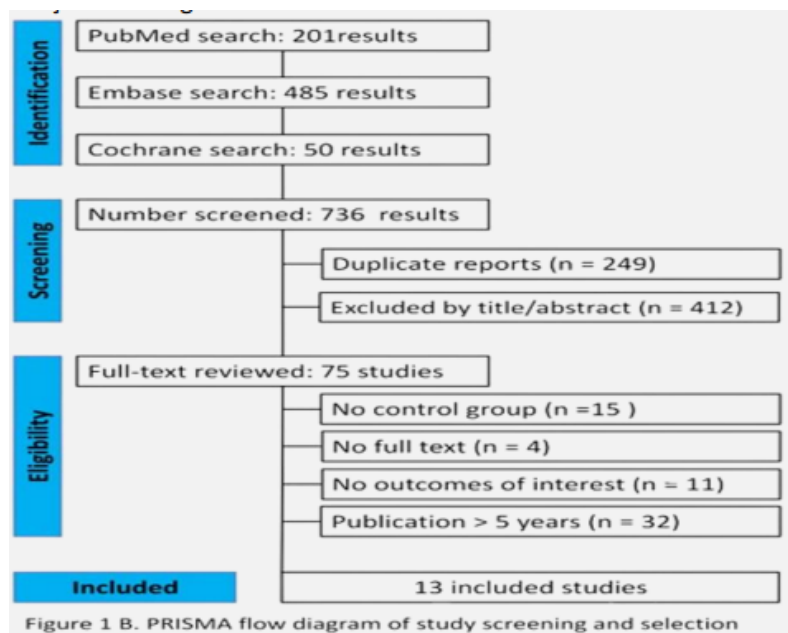 PubMed search: 201results
Embase search: 485 results
Cochrane search: 50 results
Identification
Number screened: 736 results
Duplicate reports (n = 249)
Excluded by title/abstract (n = 412)
Screening
Full-text reviewed: 75 studies
No control group (n =15 )
No full text (n = 4)
No outcomes of interest (n = 11)
Publication > 5 years (n = 32)
Eligibility
Included
13 included studies
Figure 1 B. PRISMA flow diagram of study screening and selection